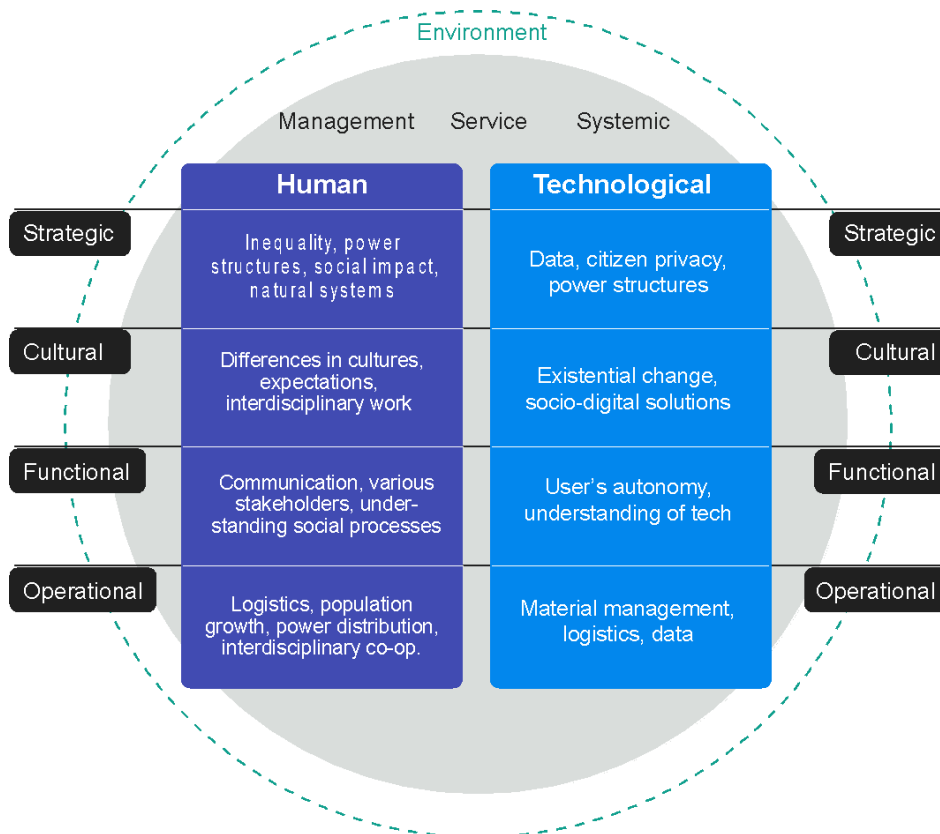 Environment
Management Service Systemic
Human
Technological
Strategic
Inequality, power
structures, social impact,
natural systems
Data, citizen privacy,
power structures
Strategic
Cultural
Differences in cultures,
expectations,
interdisciplinary work
Existential change,
socio-digital solutions
Cultural
Functional
Communication, various
stakeholders, under-
standing social processes
User’s autonomy,
understanding of tech
Functional
Operational
Logistics, population
growth, power distribution,
interdisciplinary co-op.
Material management,
logistics, data
Operational